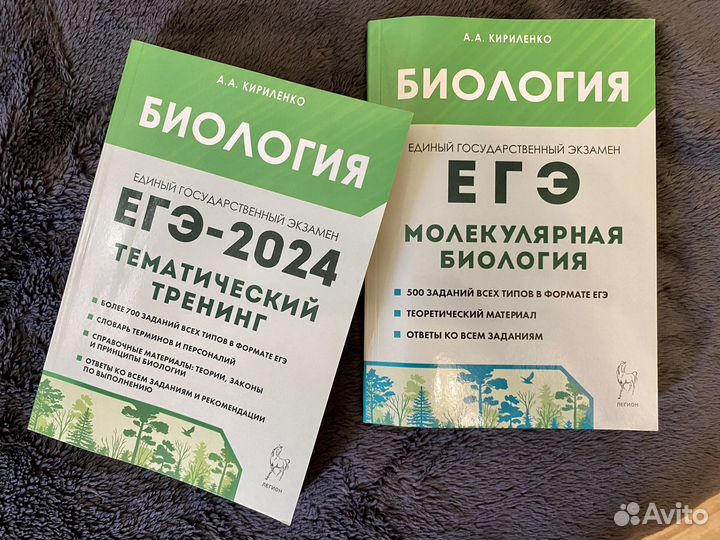 А.А. КИРИЛЕНКО
БИОЛОГИЯ
ЕДИНЫЙ ГОСУДАРСТВЕННЫЙ ЭКЗАМЕН
ЕГЭ-2024
ТЕМАТИЧЕСКИЙ
ТРЕНИНГ
БОЛЕЕ 700 ЗАДАНИЙ ВСЕХ ТИПОВ В ФОРМАТЕ ЕГЭ
СЛОВАРЬ ТЕРМИНОВ И ПЕРСОНАЛИЙ
СПРАВОЧНЫЕ МАТЕРИАЛЫ: ТЕОРИИ, ЗАКОНЫ
И ПРИНЦИПЫ БИОЛОГИИ
ОТВЕТЫ КО ВСЕМ ЗАДАНИЯМ И РЕКОМЕНДАЦИИ
ПО ВЫПОЛНЕНИЮ
ЛЕГИОН
А.А. КИРИЛЕНКО
БИОЛОГИЯ
ЕДИНЫЙ ГОСУДАРСТВЕННЫЙ ЭКЗАМЕН
ЕГЭ
МОЛЕКУЛЯРНАЯ
БИОЛОГИЯ
500 ЗАДАНИЙ ВСЕХ ТИПОВ В ФОРМАТЕ ЕГЭ
ТЕОРЕТИЧЕСКИЙ МАТЕРИАЛ
ОТВЕТЫ КО ВСЕМ ЗАДАНИЯМ
ЛЕГИОН
Avito